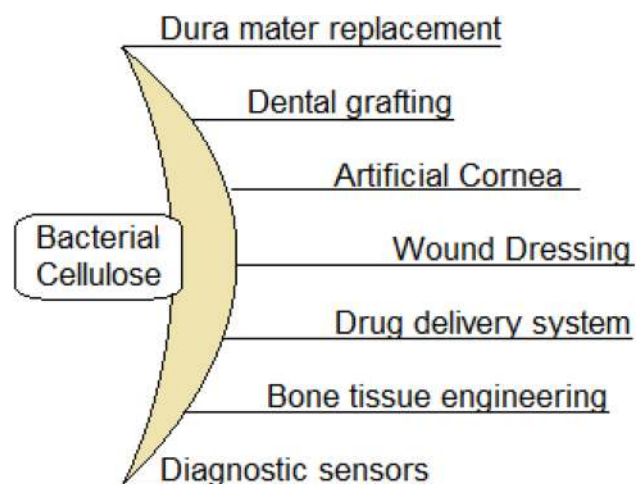 Dura mater replacement
Dental grafting
Artificial Cornea
Bacterial
Cellulose
Wound Dressing
Drug delivery system
Bone tissue engineering
Diagnostic sensors